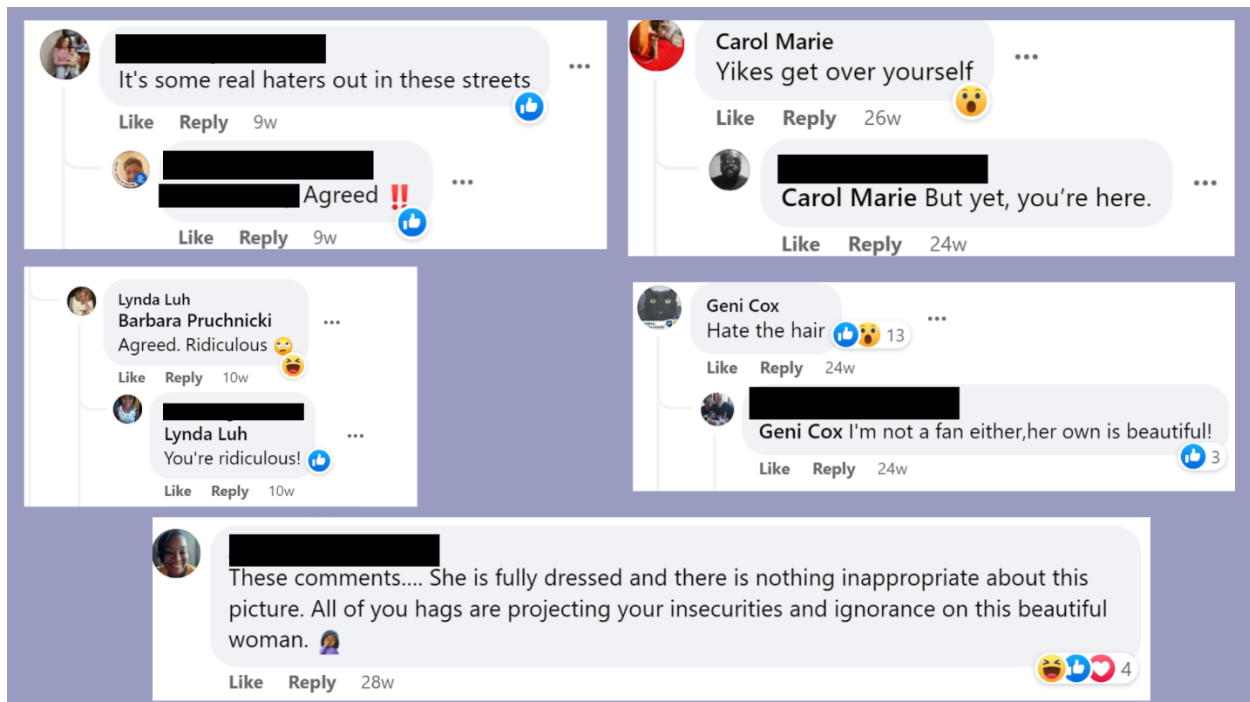 It's some real haters out in these streets
Like Reply 9w
Agreed ‼️
Like Reply 9w
Carol Marie
Yikes get over yourself
Like Reply 26w
Carol Marie But yet, you're here.
Like Reply 24w
Lynda Luh
Barbara Pruchnicki
Agreed. Ridiculous 🙄
Like Reply 10w
Lynda Luh
You're ridiculous!
Like Reply 10w
Geni Cox
Hate the hair 13
Like Reply 24w
Geni Cox I'm not a fan either,her own is beautiful!
3
Like Reply 24w
These comments.... She is fully dressed and there is nothing inappropriate about this
picture. All of you hags are projecting your insecurities and ignorance on this beautiful
woman. 🤦🏾‍♀️
4
Like Reply 28w